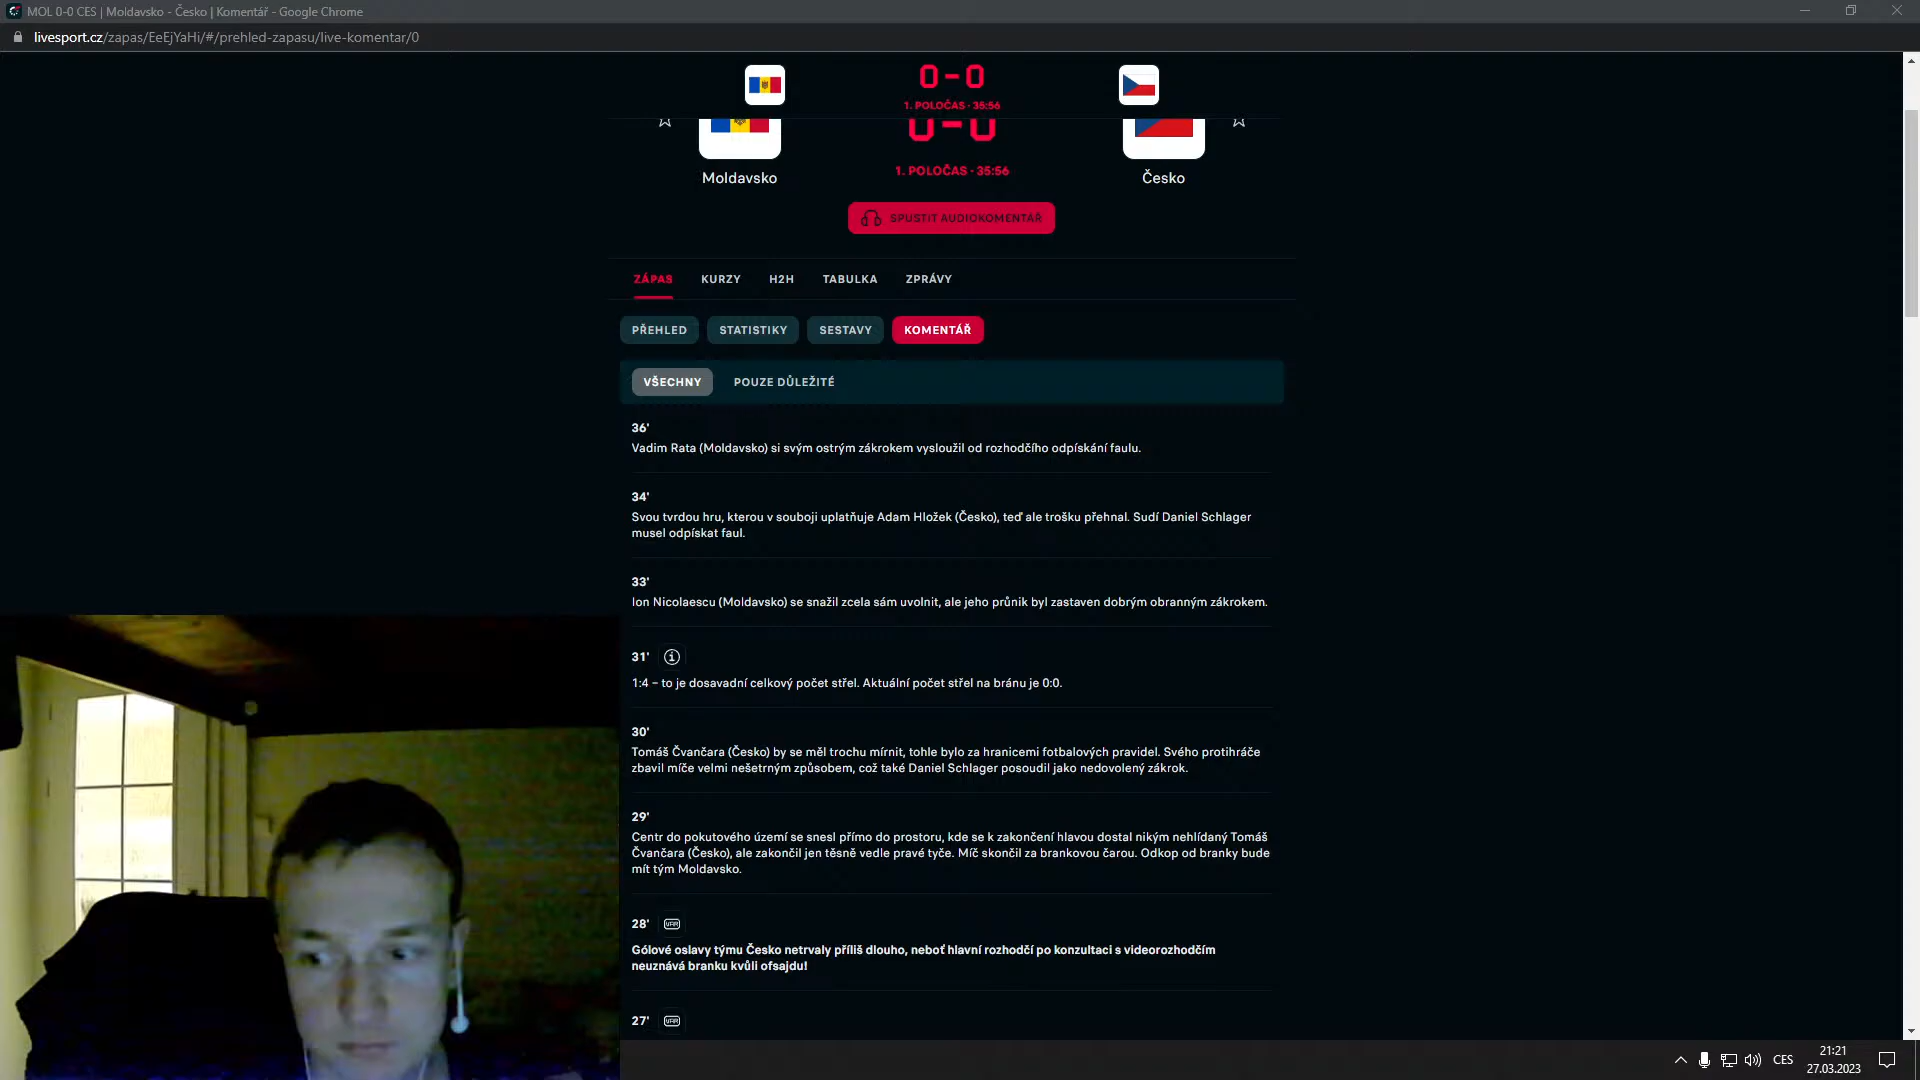 MOL 0-0 CES | Moldavsko - Česko | Komentář - Google Chrome
livesport.cz/zapas/EeEjYaHi/#/prehled-zapasu/live-komentar/0
0-0
1. POLOČAS - 35:56
0-0
1. POLOČAS - 35:56
Moldavsko
Česko
SPUSTIT AUDIOKOMENTÁŘ
ZÁPAS KURZY H2H TABULKA ZPRÁVY
PŘEHLED STATISTIKY SESTAVY KOMENTÁŘ
VŠECHNY POUZE DŮLEŽITÉ
36'
Vadim Rata (Moldavsko) si svým ostrým zákrokem vysloužil od rozhodčího odpískání faulu.
34'
Svou tvrdou hru, kterou v souboji uplatňuje Adam Hložek (Česko), teď ale trošku přehnal. Sudí Daniel Schlager
musel odpískat faul.
33'
Ion Nicolaescu (Moldavsko) se snažil zcela sám uvolnit, ale jeho průnik byl zastaven dobrým obranným zákrokem.
31'
1:4 – to je dosavadní celkový počet střel. Aktuální počet střel na bránu je 0:0.
30'
Tomáš Čvančara (Česko) by se měl trochu mírnit, tohle bylo za hranicemi fotbalových pravidel. Svého protihráče
zbavil míče velmi nešetrným způsobem, což také Daniel Schlager posoudil jako nedovolený zákrok.
29'
Centr do pokutového území se snesl přímo do prostoru, kde se k zakončení hlavou dostal nikým nehlídaný Tomáš
Čvančara (Česko), ale zakončil jen těsně vedle pravé tyče. Míč skončil za brankovou čarou. Odkop od branky bude
mít tým Moldavsko.
28' VAR
Gólové oslavy týmu Česko netrvaly příliš dlouho, neboť hlavní rozhodčí po konzultaci s videorozhodčím
neuznává branku kvůli ofsajdu!
27' VAR
CES
21:21
27.03.2023